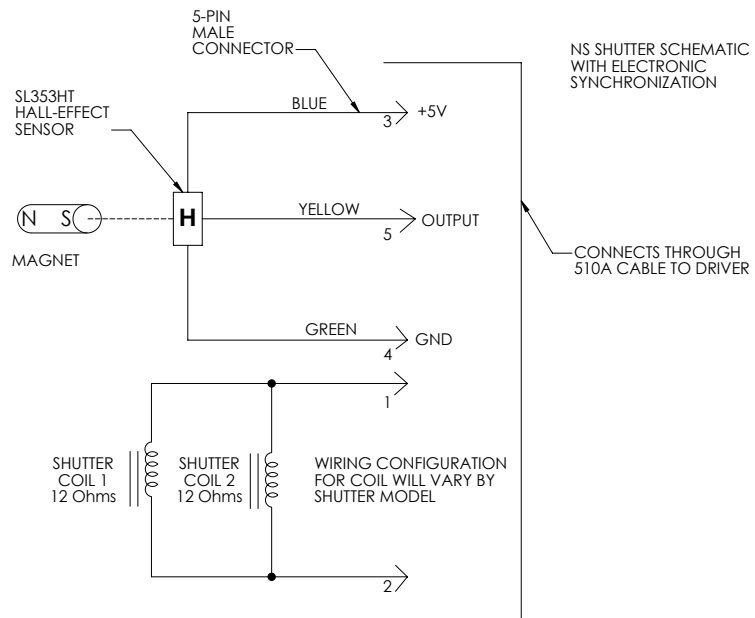 5-PIN
MALE
CONNECTOR
NS SHUTTER SCHEMATIC
WITH ELECTRONIC
SYNCHRONIZATION
SL353HT
HALL-EFFECT
SENSOR
BLUE
3
+5V
N S
H
YELLOW
5
OUTPUT
MAGNET
CONNECTS THROUGH
510A CABLE TO DRIVER
GREEN
4
GND
1
SHUTTER
COIL 1
12 Ohms
SHUTTER
COIL 2
12 Ohms
WIRING CONFIGURATION
FOR COIL WILL VARY BY
SHUTTER MODEL
2